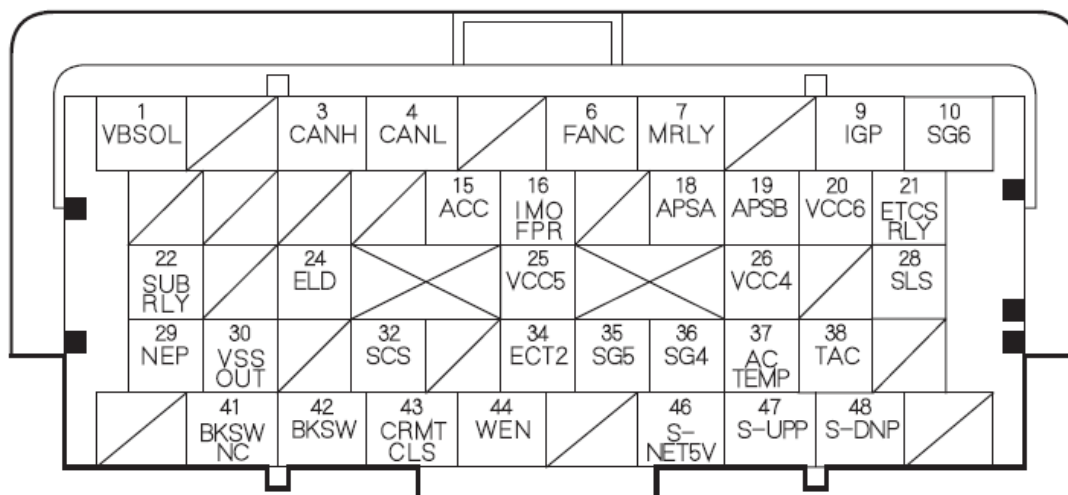 1 3 4 6 7 9 10
VBSOL CANH CANL FANC MRLY IGP SG6
15 16 18 19 20 21
ACC IMO APSA APSB VCC6 ETCS
FPR RLY
22 24 25 26 28
SUB ELD VCC5 VCC4 SLS
RLY
29 30 32 34 35 36 37 38
NEP VSS SCS ECT2 SG5 SG4 AC TAC
OUT TEMP
41 42 43 44 46 47 48
BKSW BKSW CRMT WEN S- S-UPP S-DNP
NC CLS NET5V